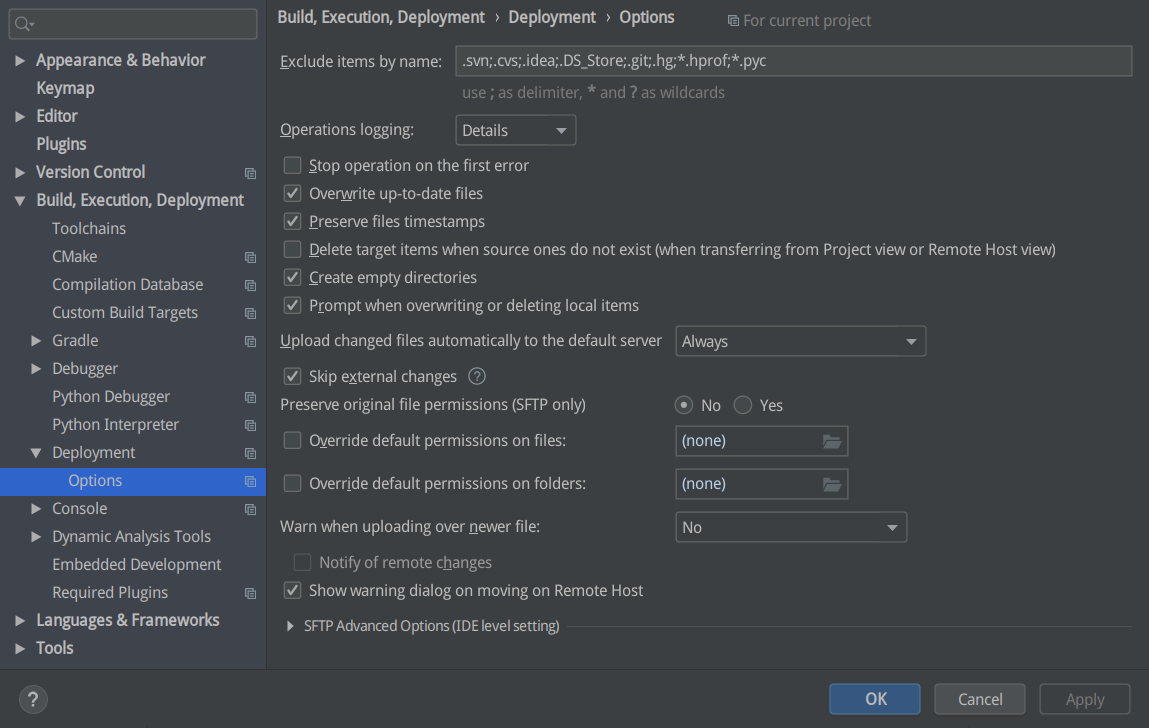 Build, Execution, Deployment › Deployment › Options For current project
Appearance & Behavior
Keymap
Editor
Plugins
Version Control
Build, Execution, Deployment
Toolchains
CMake
Compilation Database
Custom Build Targets
Gradle
Debugger
Python Debugger
Python Interpreter
Deployment
Options
Console
Dynamic Analysis Tools
Embedded Development
Required Plugins
Languages & Frameworks
Tools
Exclude items by name: .svn;.cvs;.idea;.DS_Store;.git;.hg;*.hprof;*.pyc
use ; as delimiter, * and ? as wildcards
Operations logging: Details
Stop operation on the first error
Overwrite up-to-date files
Preserve files timestamps
Delete target items when source ones do not exist (when transferring from Project view or Remote Host view)
Create empty directories
Prompt when overwriting or deleting local items
Upload changed files automatically to the default server Always
Skip external changes ?
Preserve original file permissions (SFTP only) No Yes
Override default permissions on files: (none)
Override default permissions on folders: (none)
Warn when uploading over newer file: No
Notify of remote changes
Show warning dialog on moving on Remote Host
SFTP Advanced Options (IDE level setting)
? OK Cancel Apply